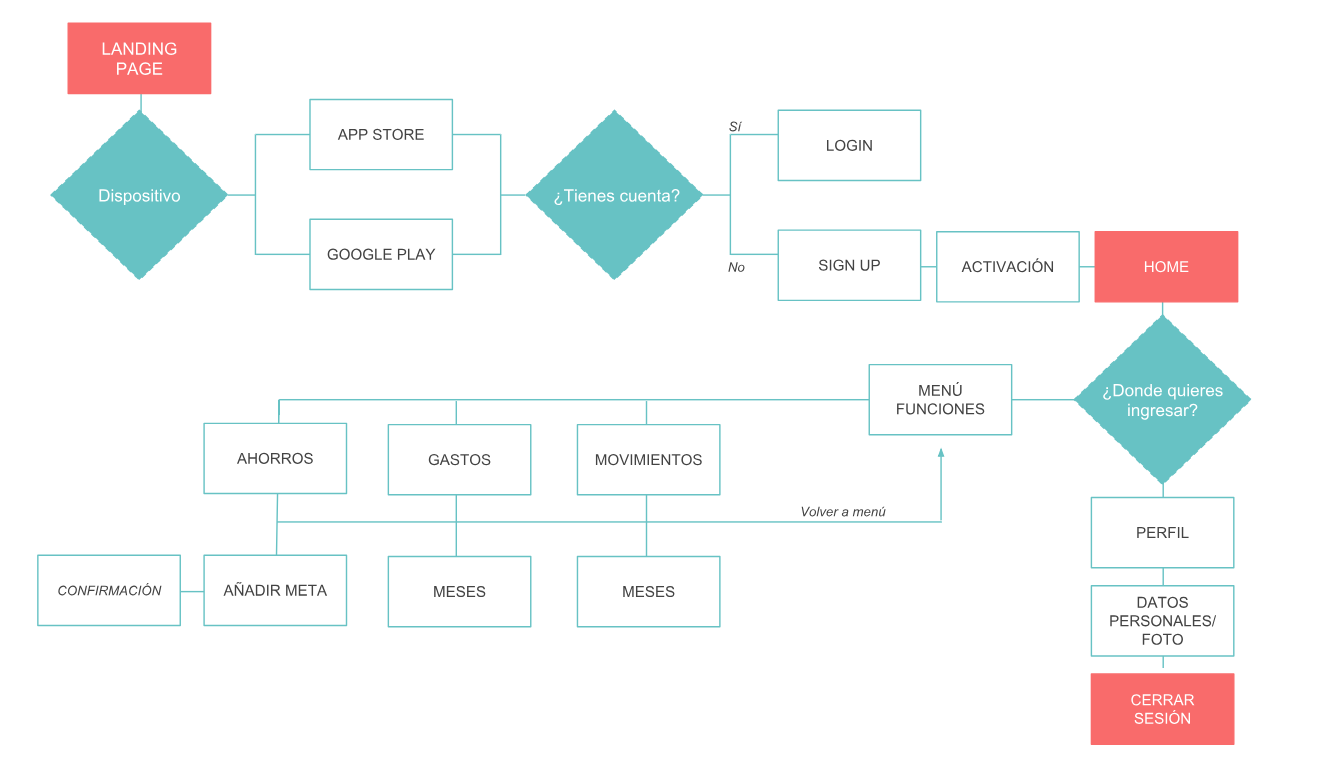 LANDING
PAGE
Dispositivo
APP STORE
GOOGLE PLAY
¿Tienes cuenta?
Sí
No
LOGIN
SIGN UP
ACTIVACIÓN
HOME
¿Donde quieres
ingresar?
MENÚ
FUNCIONES
AHORROS
GASTOS
MOVIMIENTOS
Volver a menú
CONFIRMACIÓN
AÑADIR META
MESES
MESES
PERFIL
DATOS
PERSONALES/
FOTO
CERRAR
SESIÓN